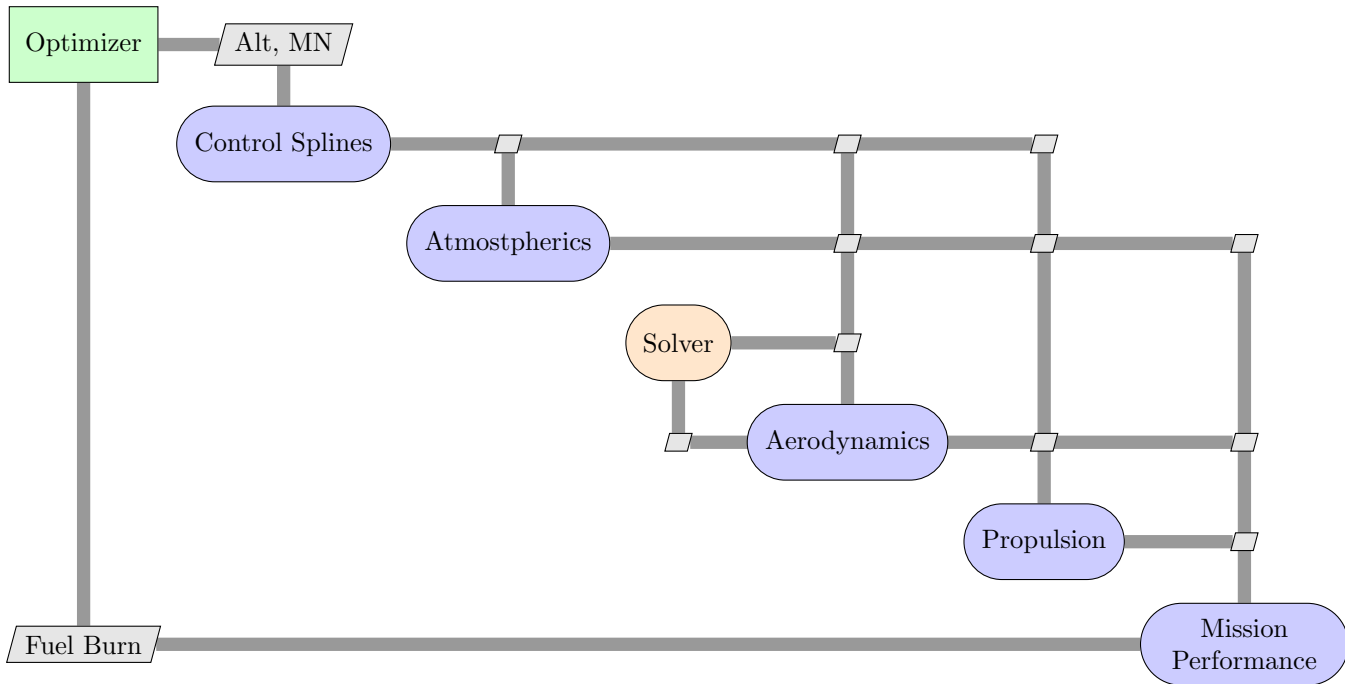 Optimizer
Alt, MN
Control Splines
Atmostpherics
Solver
Aerodynamics
Propulsion
Mission
Performance
Fuel Burn